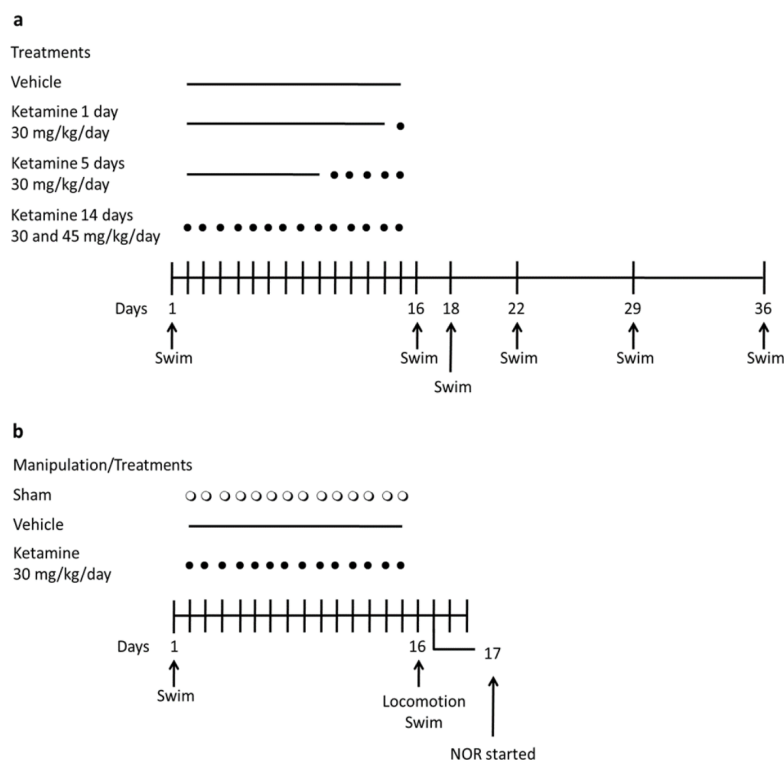 a
Treatments
Vehicle
Ketamine 1 day
30 mg/kg/day
Ketamine 5 days
30 mg/kg/day
Ketamine 14 days
30 and 45 mg/kg/day
Days 1 16 18 22 29 36
Swim Swim Swim Swim Swim
Swim
b
Manipulation/Treatments
Sham
Vehicle
Ketamine
30 mg/kg/day
Days 1 16 17
Swim
Locomotion
Swim
NOR started